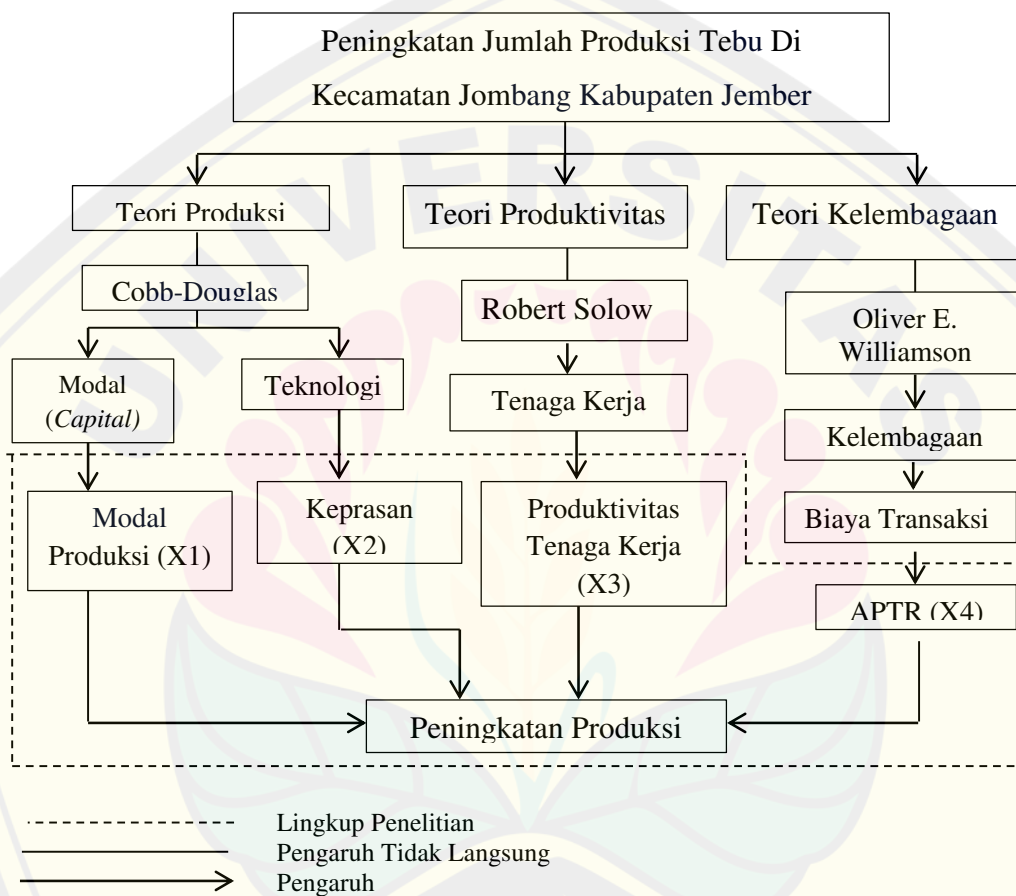 Peningkatan Jumlah Produksi Tebu Di
Kecamatan Jombang Kabupaten Jember
Teori Produksi
Teori Produktivitas
Teori Kelembagaan
Cobb-Douglas
Robert Solow
Oliver E.
Williamson
Modal
(Capital)
Teknologi
Tenaga Kerja
Kelembagaan
Modal
Produksi (X1)
Keprasan
(X2)
Produktivitas
Tenaga Kerja
(X3)
Biaya Transaksi
APTR (X4)
Peningkatan Produksi
Lingkup Penelitian
Pengaruh Tidak Langsung
Pengaruh
UNIVERSITAS